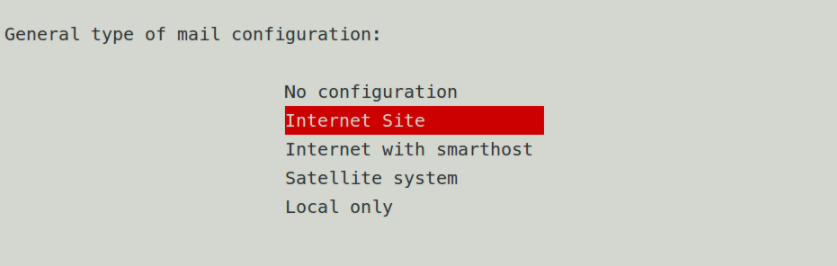 General type of mail configuration:
No configuration
Internet Site
Internet with smarthost
Satellite system
Local only